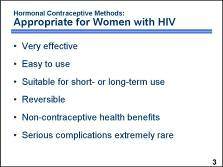 Hormonal Contraceptive Methods:
Appropriate for Women with HIV
• Very effective
• Easy to use
• Suitable for short- or long-term use
• Reversible
• Non-contraceptive health benefits
• Serious complications extremely rare
3